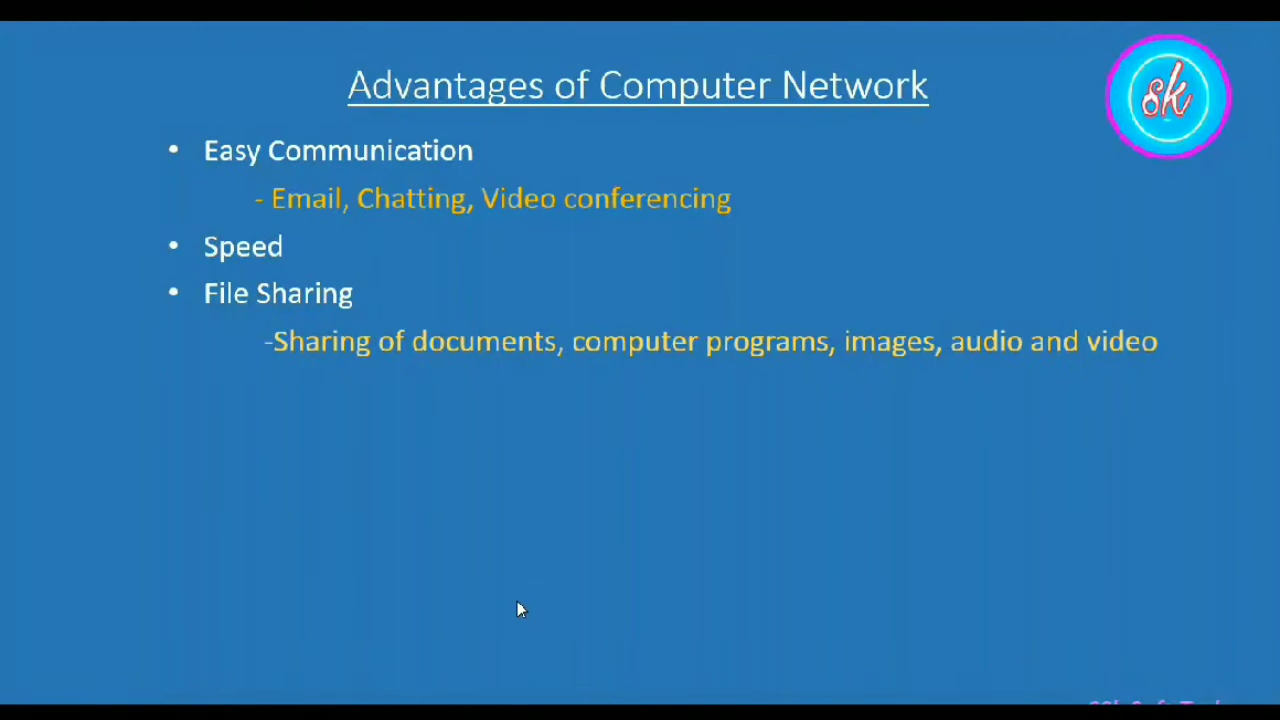 Advantages of Computer Network
sk
• Easy Communication
- Email, Chatting, Video conferencing
• Speed
• File Sharing
-Sharing of documents, computer programs, images, audio and video